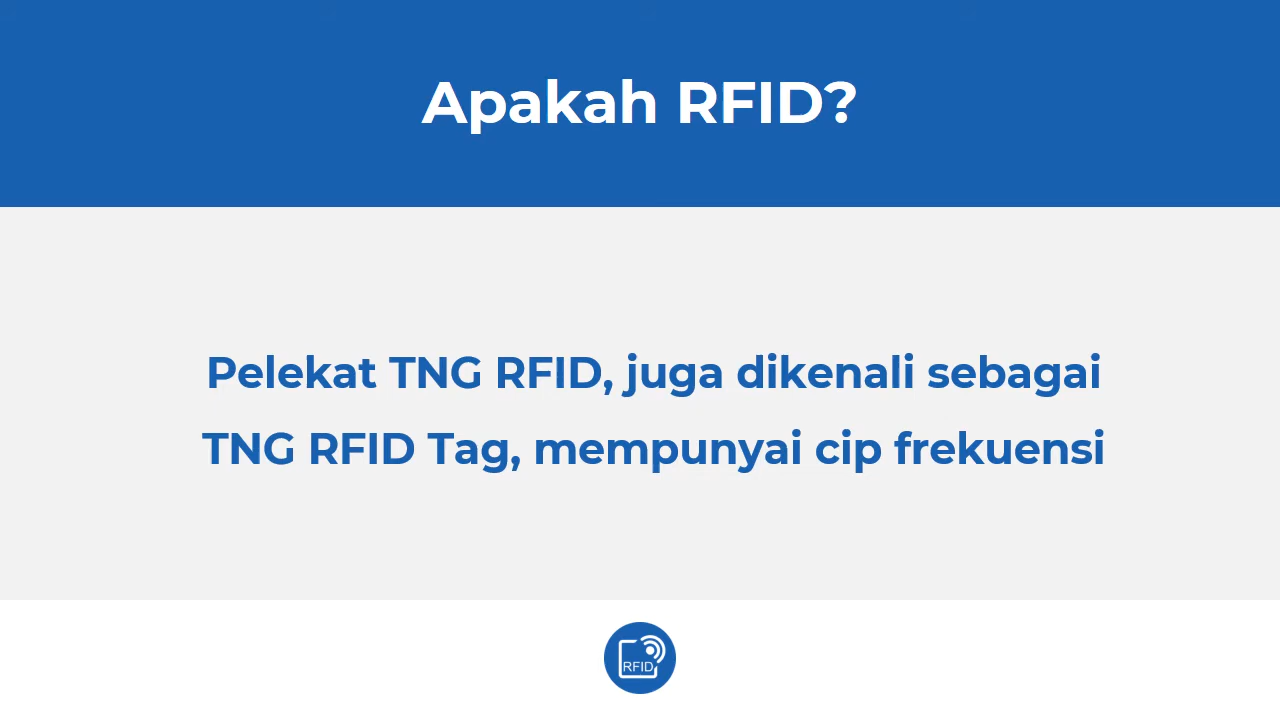 Apakah RFID?
Pelekat TNG RFID, juga dikenali sebagai
TNG RFID Tag, mempunyai cip frekuensi
RFID